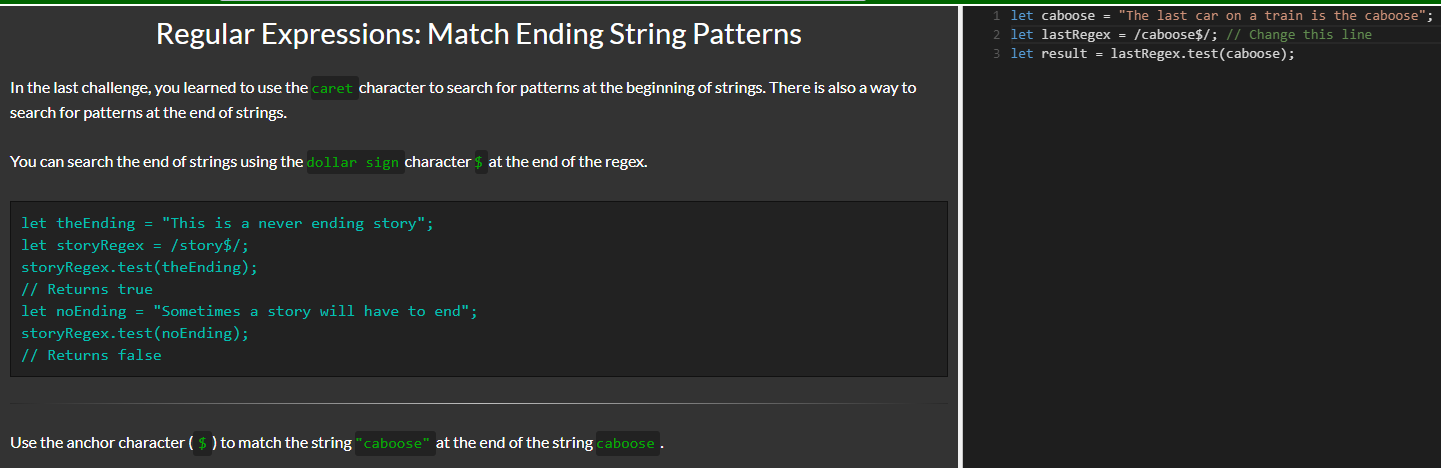 Regular Expressions: Match Ending String Patterns
In the last challenge, you learned to use the caret character to search for patterns at the beginning of strings. There is also a way to
search for patterns at the end of strings.
You can search the end of strings using the dollar sign character $ at the end of the regex.
let theEnding = "This is a never ending story";
let storyRegex = /story$/;
storyRegex.test(theEnding);
// Returns true
let noEnding = "Sometimes a story will have to end";
storyRegex.test(noEnding);
// Returns false
Use the anchor character ( $ ) to match the string "caboose" at the end of the string caboose .
1 let caboose = "The last car on a train is the caboose";
2 let lastRegex = /caboose$/; // Change this line
3 let result = lastRegex.test(caboose);